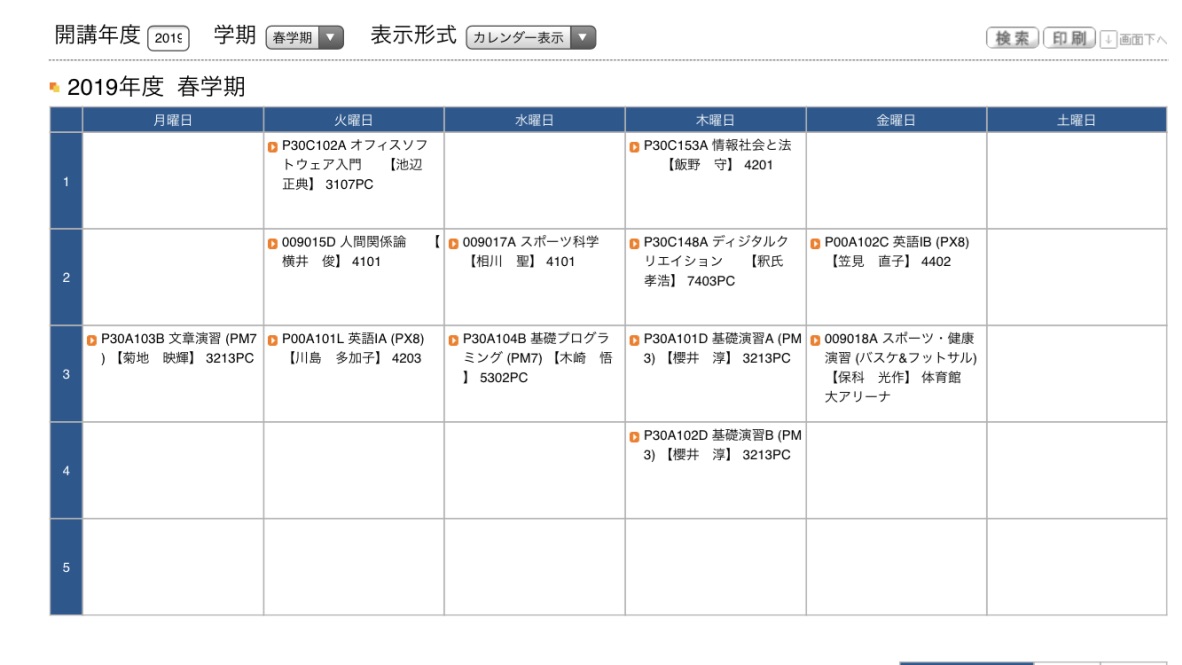 開講年度 2019 学期 春学期 表示形式 カレンダー表示 検索 印刷 ↓画面下へ
2019年度 春学期
月曜日 火曜日 水曜日 木曜日 金曜日 土曜日
1
P30C102A オフィスソフ
トウェア入門 【池辺
正典】 3107PC
P30C153A 情報社会と法
【飯野 守】 4201
2
009015D 人間関係論 【
横井 俊】 4101
009017A スポーツ科学
【相川 聖】 4101
P30C148A ディジタルク
リエイション 【釈氏
孝浩】 7403PC
P00A102C 英語IB (PX8)
【笠見 直子】 4402
3
P30A103B 文章演習 (PM7
) 【菊地 映輝】 3213PC
P00A101L 英語IA (PX8)
【川島 多加子】 4203
P30A104B 基礎プログラ
ミング (PM7) 【木崎 悟
】 5302PC
P30A101D 基礎演習A (PM
3) 【櫻井 淳】 3213PC
009018A スポーツ・健康
演習 (バスケ&フットサル)
【保科 光作】 体育館
大アリーナ
4
P30A102D 基礎演習B (PM
3) 【櫻井 淳】 3213PC
5